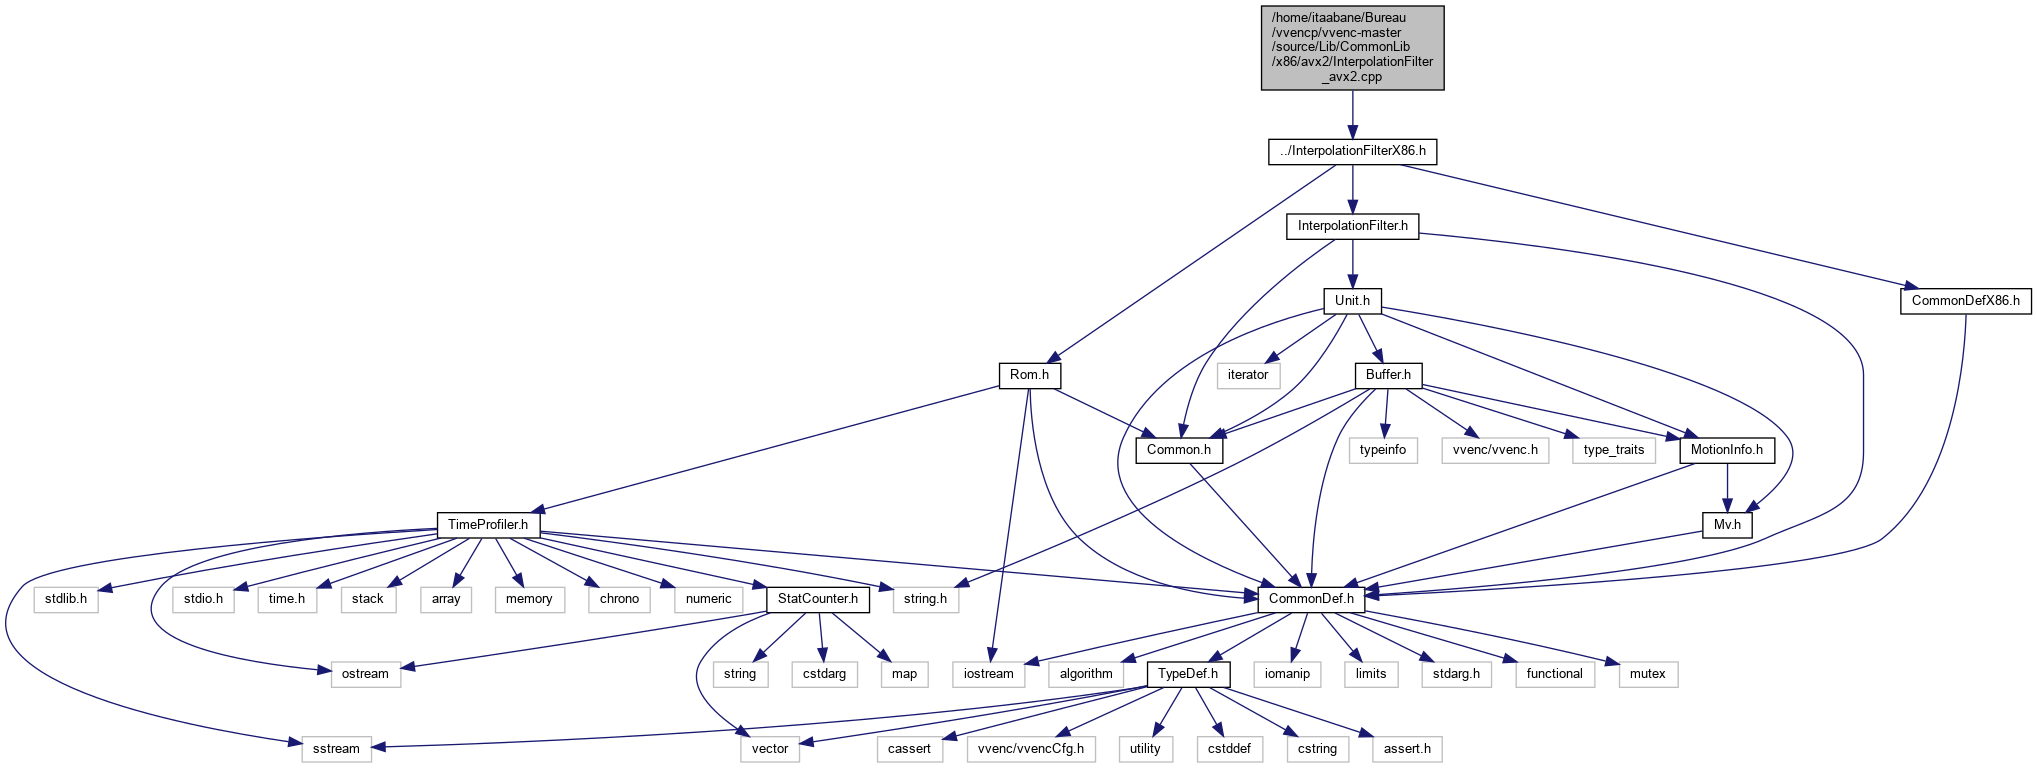 /home/itaabane/Bureau
/vvencp/vvenc-master
/source/Lib/CommonLib
/x86/avx2/InterpolationFilter
_avx2.cpp
../InterpolationFilterX86.h
InterpolationFilter.h
Unit.h
CommonDefX86.h
Rom.h
iterator
Buffer.h
Common.h
typeinfo
vvenc/vvenc.h
type_traits
MotionInfo.h
TimeProfiler.h
Mv.h
stdlib.h
stdio.h
time.h
stack
array
memory
chrono
numeric
StatCounter.h
string.h
CommonDef.h
ostream
string
cstdarg
map
iostream
algorithm
TypeDef.h
iomanip
limits
stdarg.h
functional
mutex
sstream
vector
cassert
vvenc/vvencCfg.h
utility
cstddef
cstring
assert.h